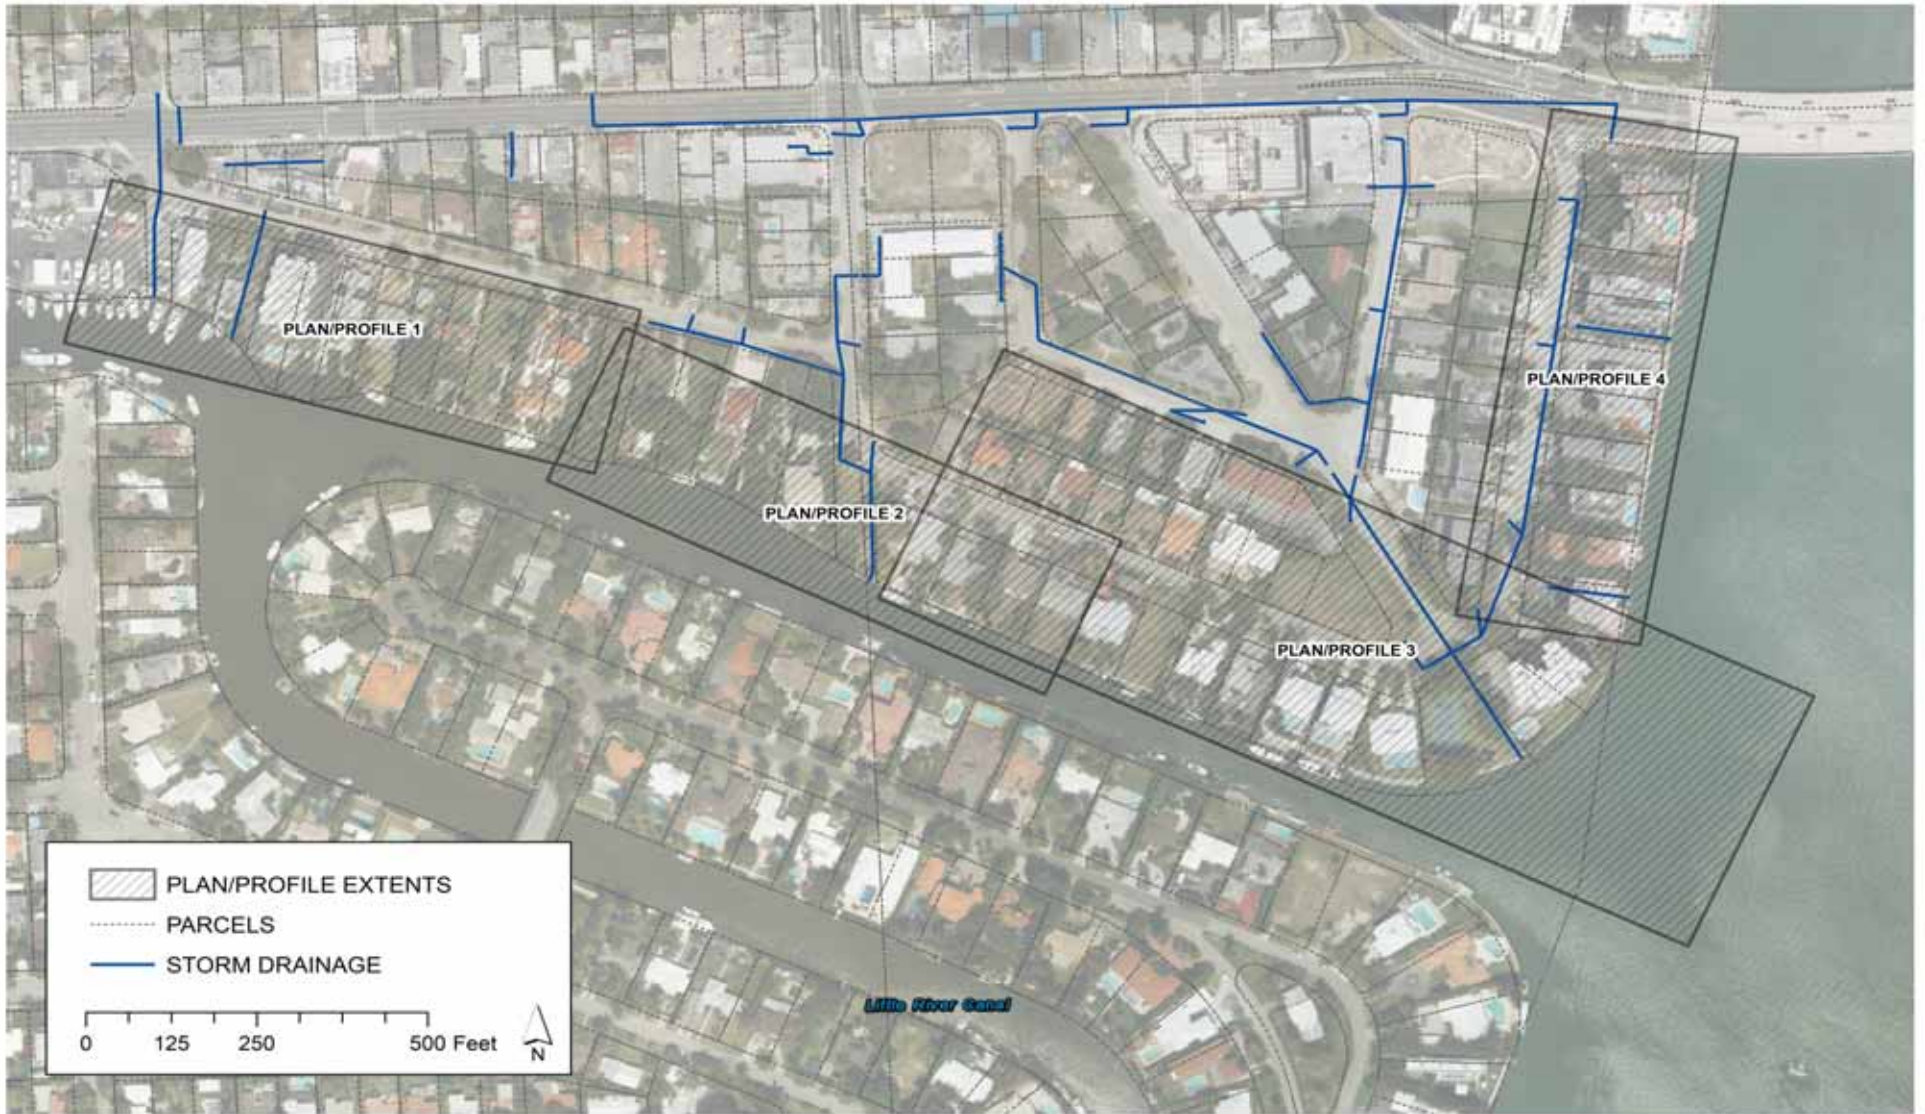 PLAN/PROFILE 1
PLAN/PROFILE 4
PLAN/PROFILE 2
PLAN/PROFILE 3
PLAN/PROFILE EXTENTS
PARCELS
STORM DRAINAGE
0 125 250 500 Feet
N
Little River Canal